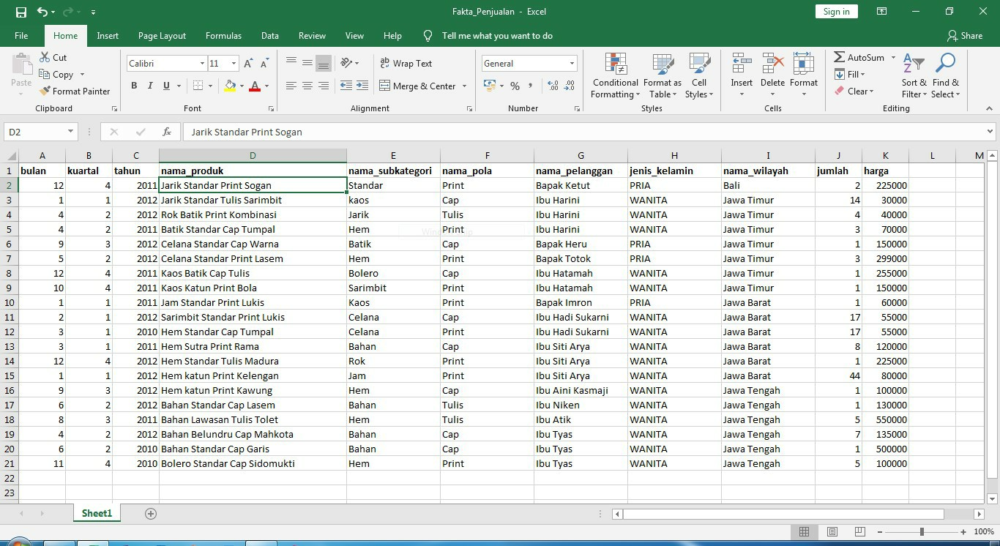 Fakta_Penjualan - Excel
Sign in
File Home Insert Page Layout Formulas Data Review View Help Tell me what you want to do Share
Paste
Cut
Copy
Format Painter
Clipboard
Calibri 11
B I U
Font
Wrap Text
Merge & Center
Alignment
General
Number
Conditional Formatting
Format as Table
Cell Styles
Styles
Insert Delete Format
Cells
AutoSum
Fill
Clear
Sort & Filter
Find & Select
Editing
D2 fx Jarik Standar Print Sogan
A B C D E F G H I J K L M
1 bulan kuartal tahun nama_produk nama_subkategori nama_pola nama_pelanggan jenis_kelamin nama_wilayah jumlah harga
2 12 4 2011 Jarik Standar Print Sogan Standar Print Bapak Ketut PRIA Bali 2 225000
3 1 1 2012 Jarik Standar Tulis Sarimbit kaos Cap Ibu Harini WANITA Jawa Timur 14 30000
4 4 2 2012 Rok Batik Print Kombinasi Jarik Tulis Ibu Harini WANITA Jawa Timur 4 40000
5 4 2 2011 Batik Standar Cap Tumpal Hem Print Ibu Harini WANITA Jawa Timur 3 70000
6 9 3 2012 Celana Standar Cap Warna Batik Cap Bapak Heru PRIA Jawa Timur 1 150000
7 5 2 2012 Celana Standar Print Lasem Hem Print Bapak Totok PRIA Jawa Timur 3 299000
8 12 4 2011 Kaos Batik Cap Tulis Bolero Cap Ibu Hatamah WANITA Jawa Timur 1 255000
9 10 4 2011 Kaos Katun Print Bola Sarimbit Print Ibu Hatamah WANITA Jawa Timur 1 150000
10 1 1 2011 Jam Standar Print Lukis Kaos Print Bapak Imron PRIA Jawa Barat 1 60000
11 2 1 2012 Sarimbit Standar Print Lukis Celana Cap Ibu Hadi Sukarni WANITA Jawa Barat 17 55000
12 3 1 2010 Hem Standar Cap Tumpal Celana Print Ibu Hadi Sukarni WANITA Jawa Barat 17 55000
13 3 1 2011 Hem Sutra Print Rama Bahan Cap Ibu Siti Arya WANITA Jawa Barat 8 120000
14 12 4 2012 Hem Standar Tulis Madura Rok Print Ibu Siti Arya WANITA Jawa Barat 1 225000
15 1 1 2012 Hem katun Print Kelengan Jam Print Ibu Siti Arya WANITA Jawa Barat 44 80000
16 9 3 2012 Hem katun Print Kawung Hem Cap Ibu Aini Kasmaji WANITA Jawa Tengah 1 100000
17 6 2 2012 Bahan Standar Cap Lasem Bahan Tulis Ibu Niken WANITA Jawa Tengah 1 130000
18 8 3 2011 Bahan Lawasan Tulis Tolet Hem Tulis Ibu Atik WANITA Jawa Tengah 5 550000
19 4 2 2012 Bahan Belundru Cap Mahkota Bahan Cap Ibu Tyas WANITA Jawa Tengah 7 135000
20 6 2 2010 Bahan Standar Cap Garis Bahan Cap Ibu Tyas WANITA Jawa Tengah 1 500000
21 11 4 2010 Bolero Standar Cap Sidomukti Hem Print Ibu Tyas WANITA Jawa Tengah 5 100000
22
23
Sheet1
100%